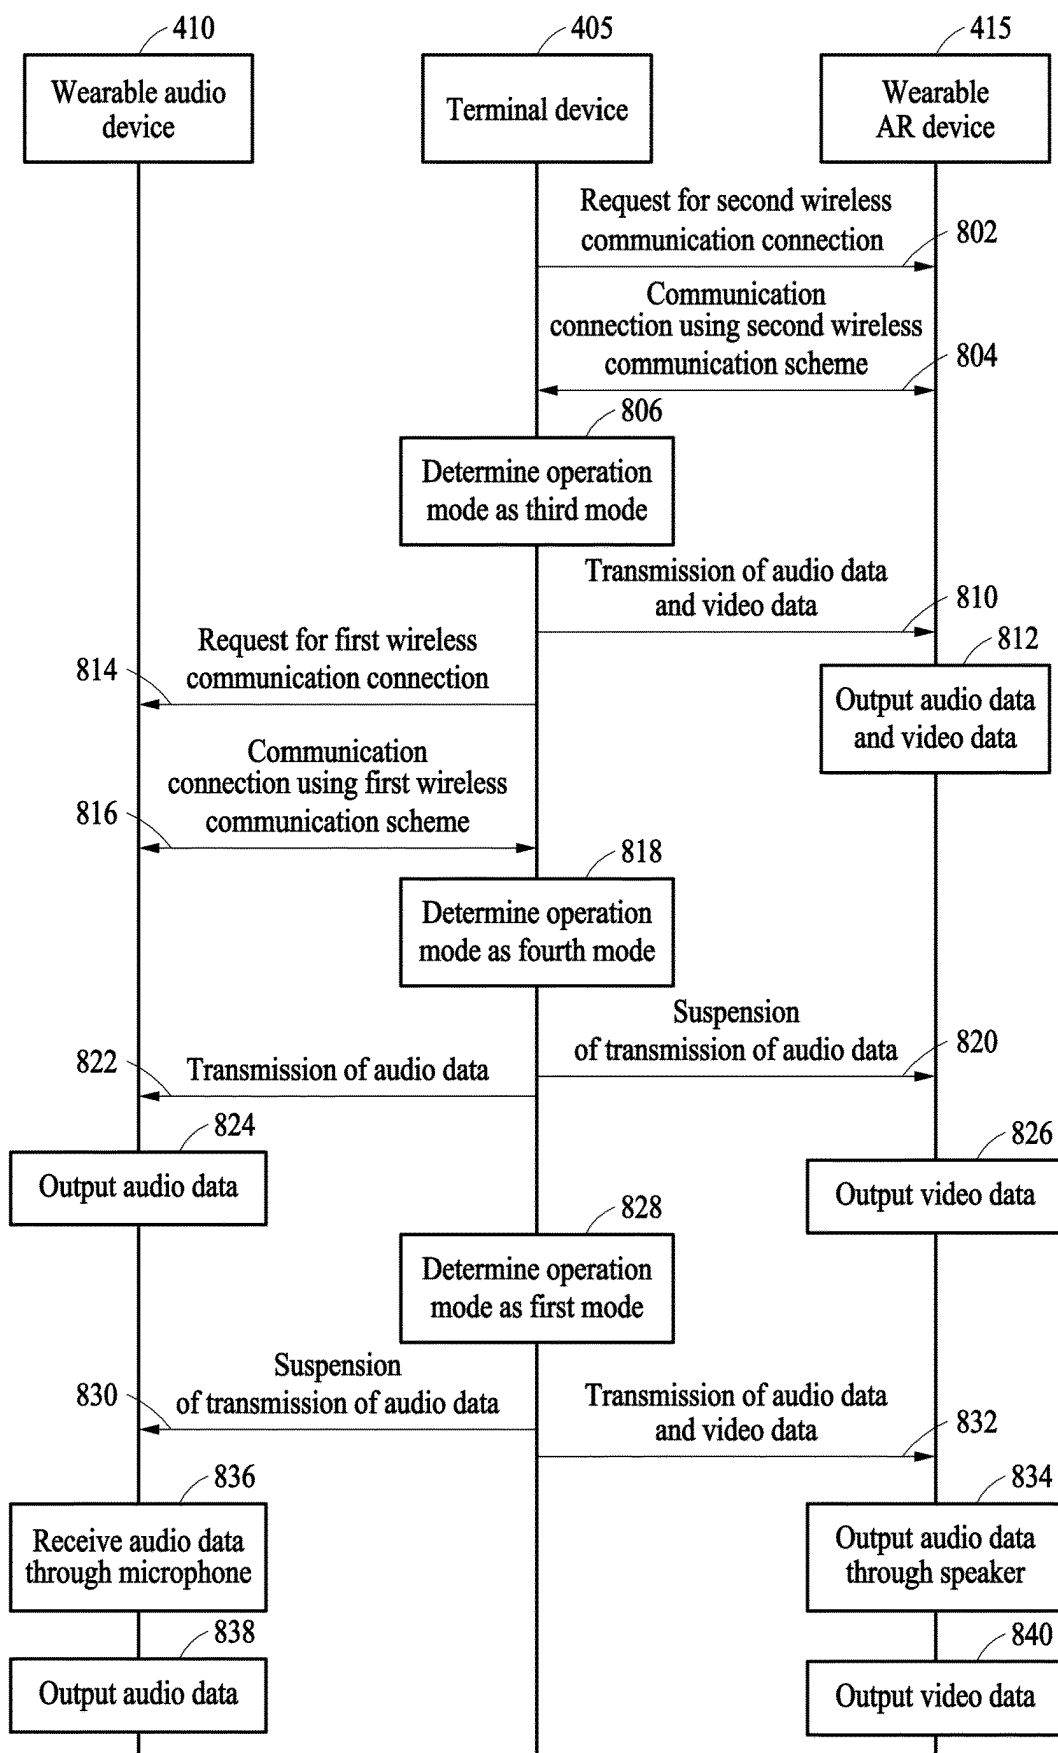 410
405
415
Wearable audio
device
Terminal device
Wearable
AR device
Request for second wireless
communication connection
802
Communication
connection using second wireless
communication scheme
804
806
Determine operation
mode as third mode
Transmission of audio data
and video data
810
Request for first wireless
communication connection
814
812
Output audio data
and video data
Communication
connection using first wireless
communication scheme
816
818
Determine operation
mode as fourth mode
Suspension
of transmission of audio data
820
822
Transmission of audio data
824
Output audio data
826
Output video data
828
Determine operation
mode as first mode
Suspension
of transmission of audio data
830
Transmission of audio data
and video data
832
836
Receive audio data
through microphone
834
Output audio data
through speaker
838
Output audio data
840
Output video data